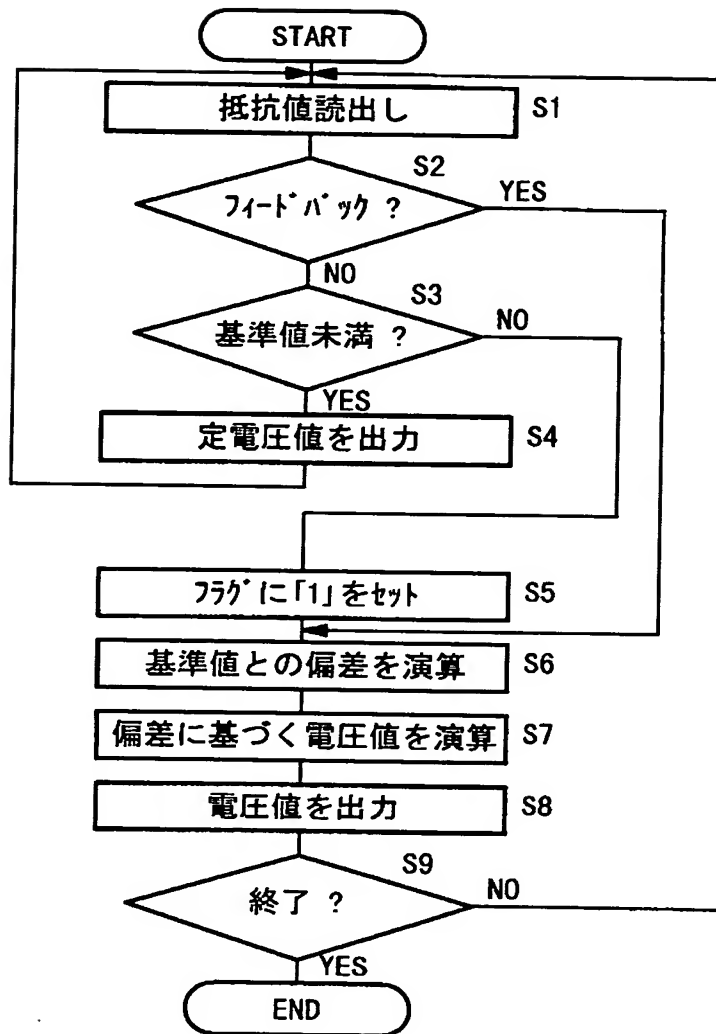 START
抵抗値読出し S1
S2
フィードバック ? YES
NO
S3
基準値未満 ? NO
YES
定電圧値を出力 S4
フラグに「1」をセット S5
基準値との偏差を演算 S6
偏差に基づく電圧値を演算 S7
電圧値を出力 S8
S9
終了 ? NO
YES
END